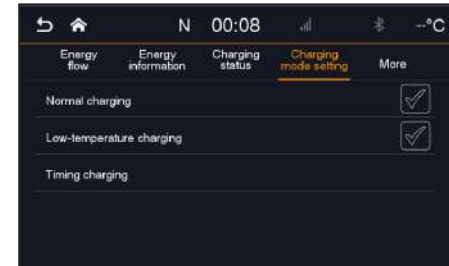 N 00:08 --°C
Energy flow Energy information Charging status Charging mode setting More
Normal charging
Low-temperature charging
Timing charging